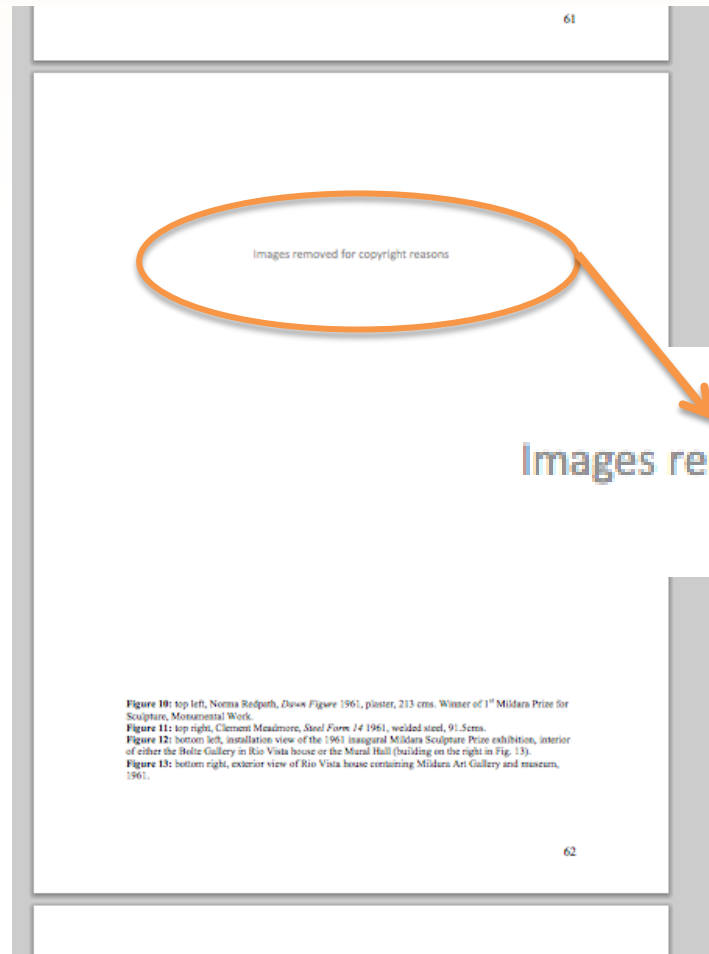 61
Images removed for copyright reasons
Images re
Figure 10: top left, Norma Redpath, Dawn Figure 1961, plaster, 213 cms. Winner of 1st Mildara Prize for
Sculpture, Monumental Work.
Figure 11: top right, Clement Meadmore, Steel Form 14 1961, welded steel, 91.5cms.
Figure 12: bottom left, installation view of the 1961 inaugural Mildara Sculpture Prize exhibition, interior
of either the Bolte Gallery in Rio Vista house or the Mural Hall (building on the right in Fig. 13).
Figure 13: bottom right, exterior view of Rio Vista house containing Mildura Art Gallery and museum,
1961.
62